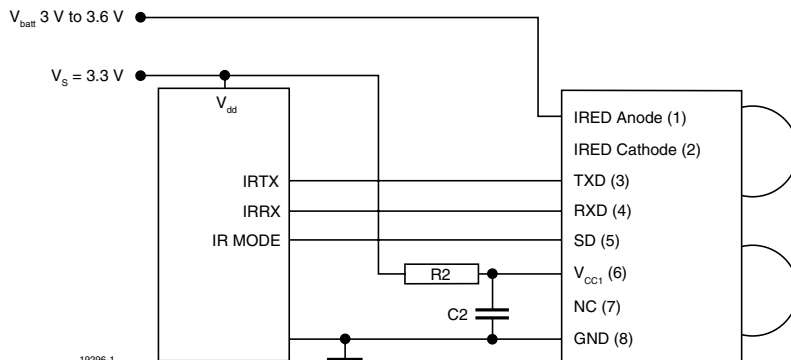 V_batt 3 V to 3.6 V
V_S = 3.3 V
V_dd
IRED Anode (1)
IRED Cathode (2)
IRTX
TXD (3)
IRRX
RXD (4)
IR MODE
SD (5)
R2
V_CC1 (6)
C2
NC (7)
GND (8)
19296-1